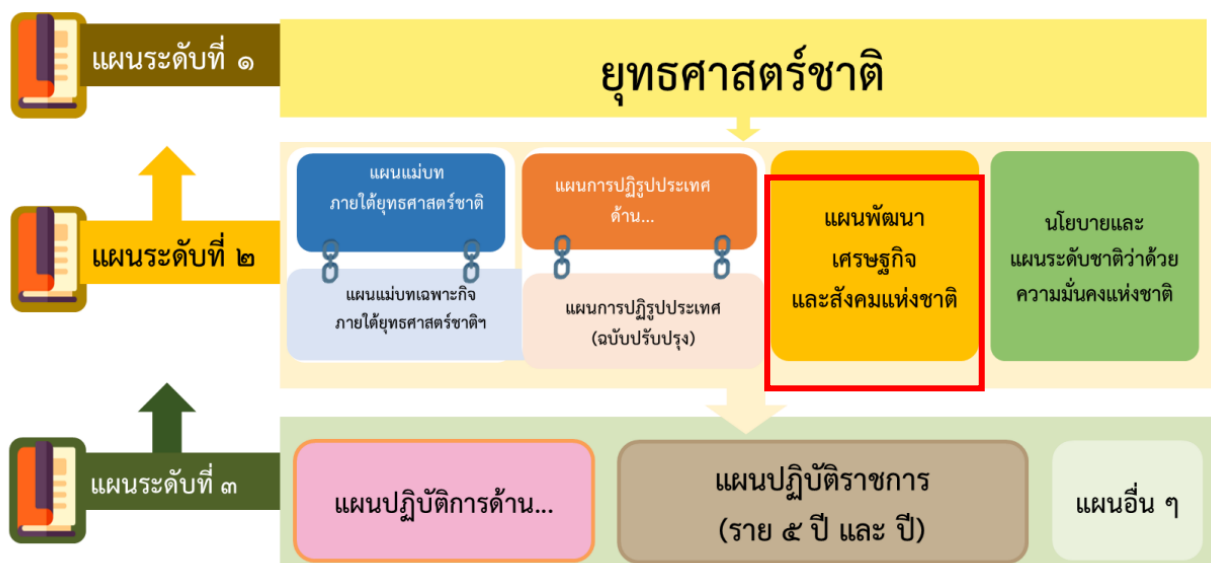 แผนระดับที่ ๑
ยุทธศาสตร์ชาติ
แผนระดับที่ ๒
แผนแม่บท
ภายใต้ยุทธศาสตร์ชาติ
แผนแม่บทเฉพาะกิจ
ภายใต้ยุทธศาสตร์ชาติฯ
แผนการปฏิรูปประเทศ
ด้าน...
แผนการปฏิรูปประเทศ
(ฉบับปรับปรุง)
แผนพัฒนา
เศรษฐกิจ
และสังคมแห่งชาติ
นโยบายและ
แผนระดับชาติว่าด้วย
ความมั่นคงแห่งชาติ
แผนระดับที่ ๓
แผนปฏิบัติการด้าน...
แผนปฏิบัติราชการ
(ราย ๕ ปี และ ปี)
แผนอื่น ๆ